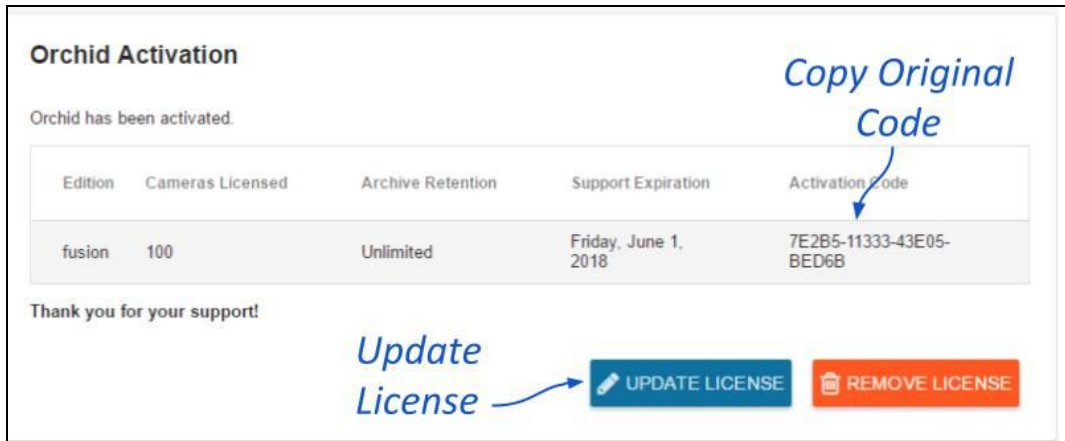 Orchid Activation
Copy Original
Code
Orchid has been activated.
Edition Cameras Licensed Archive Retention Support Expiration Activation Code
fusion 100 Unlimited Friday, June 1, 2018 7E2B5-11333-43E05-BED6B
Thank you for your support!
Update
License
UPDATE LICENSE REMOVE LICENSE